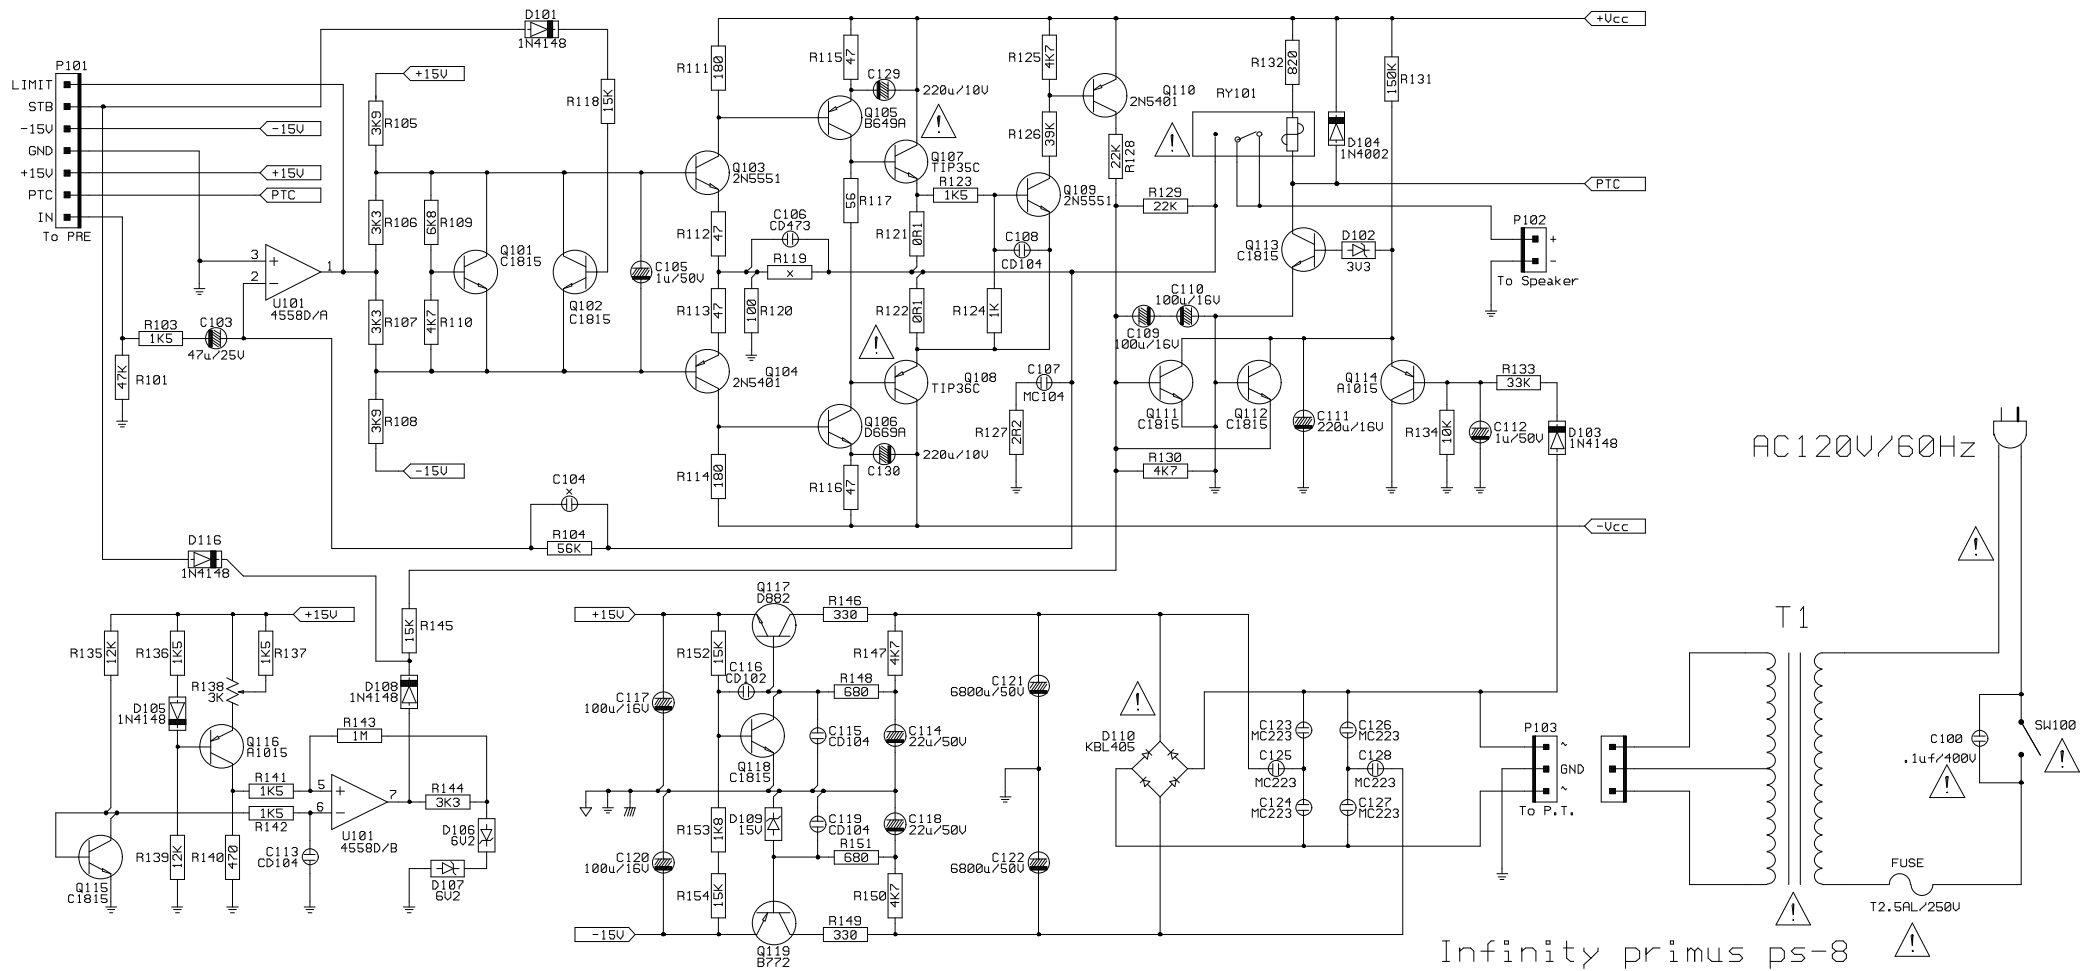 P101
LIMIT
STB
-15V
GND
+15V
PTC
IN
To PRE
-15V
+15V
PTC
D101
1N4148
R118
15K
+15V
R105
3K9
R106
3K3
R107
3K3
R108
3K9
-15V
R109
6K8
R110
4K7
Q101
C1815
Q102
C1815
C105
1u/50V
3
2
1
+
-
U101
4558D/A
R103
1K5
C103
47u/25V
R101
47K
C104
x
R104
56K
R111
180
Q103
2N5551
R112
47
R113
47
Q104
2N5401
R114
180
C106
CD473
R119
x
R120
100
R115
47
C129
220u/10V
Q105
B649A
!
Q107
TIP35C
R117
56
R121
0R1
R122
0R1
!
Q108
TIP36C
Q106
D669A
C130
220u/10V
R116
47
R123
1K5
R124
1K
C108
CD104
R125
4K7
R126
39K
Q109
2N5551
C107
MC104
R127
2R2
Q110
2N5401
R128
22K
R129
22K
!
RY101
R132
820
D104
1N4002
R131
150K
+Vcc
PTC
-Vcc
P102
+
-
To Speaker
Q113
C1815
D102
3V3
C109
100u/16V
C110
100u/16V
Q111
C1815
Q112
C1815
R130
4K7
C111
220u/16V
Q114
A1015
R133
33K
R134
10K
C112
1u/50V
D103
1N4148
AC120V/60Hz
!
D116
1N4148
+15V
R135
12K
R136
1K5
R137
1K5
R138
3K
D105
1N4148
Q116
A1015
R139
12K
R140
470
Q115
C1815
R141
1K5
R142
1K5
C113
CD104
R143
1M
5
6
7
+
-
U101
4558D/B
R144
3K3
D106
6V2
D107
6V2
D108
1N4148
R145
15K
+15V
-15V
Q117
D882
R146
330
R152
15K
C116
CD102
R147
4K7
R148
680
C117
100u/16V
Q118
C1815
C115
CD104
C114
22u/50V
R153
1K8
D109
15V
C119
CD104
C118
22u/50V
R151
680
C120
100u/16V
R154
15K
R150
4K7
R149
330
Q119
B772
C121
6800u/50V
C122
6800u/50V
!
D110
KBL405
C123
MC223
C125
MC223
C124
MC223
C126
MC223
C128
MC223
C127
MC223
P103
~
GND
~
To P.T.
T1
!
C100
.1uf/400V
!
SW100
!
FUSE
T2.5AL/250V
!
Infinity primus ps-8